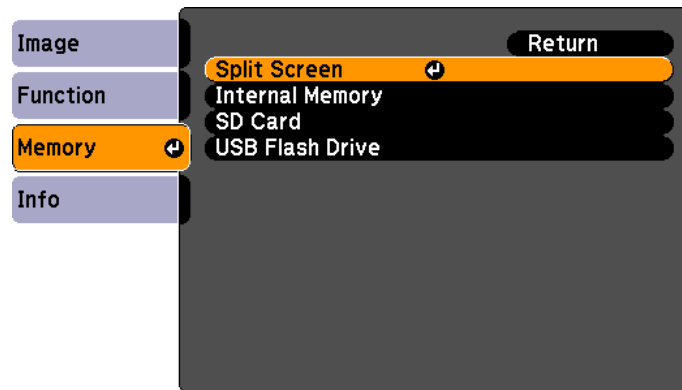 Image
Function
Memory
Info
Return
Split Screen
Internal Memory
SD Card
USB Flash Drive